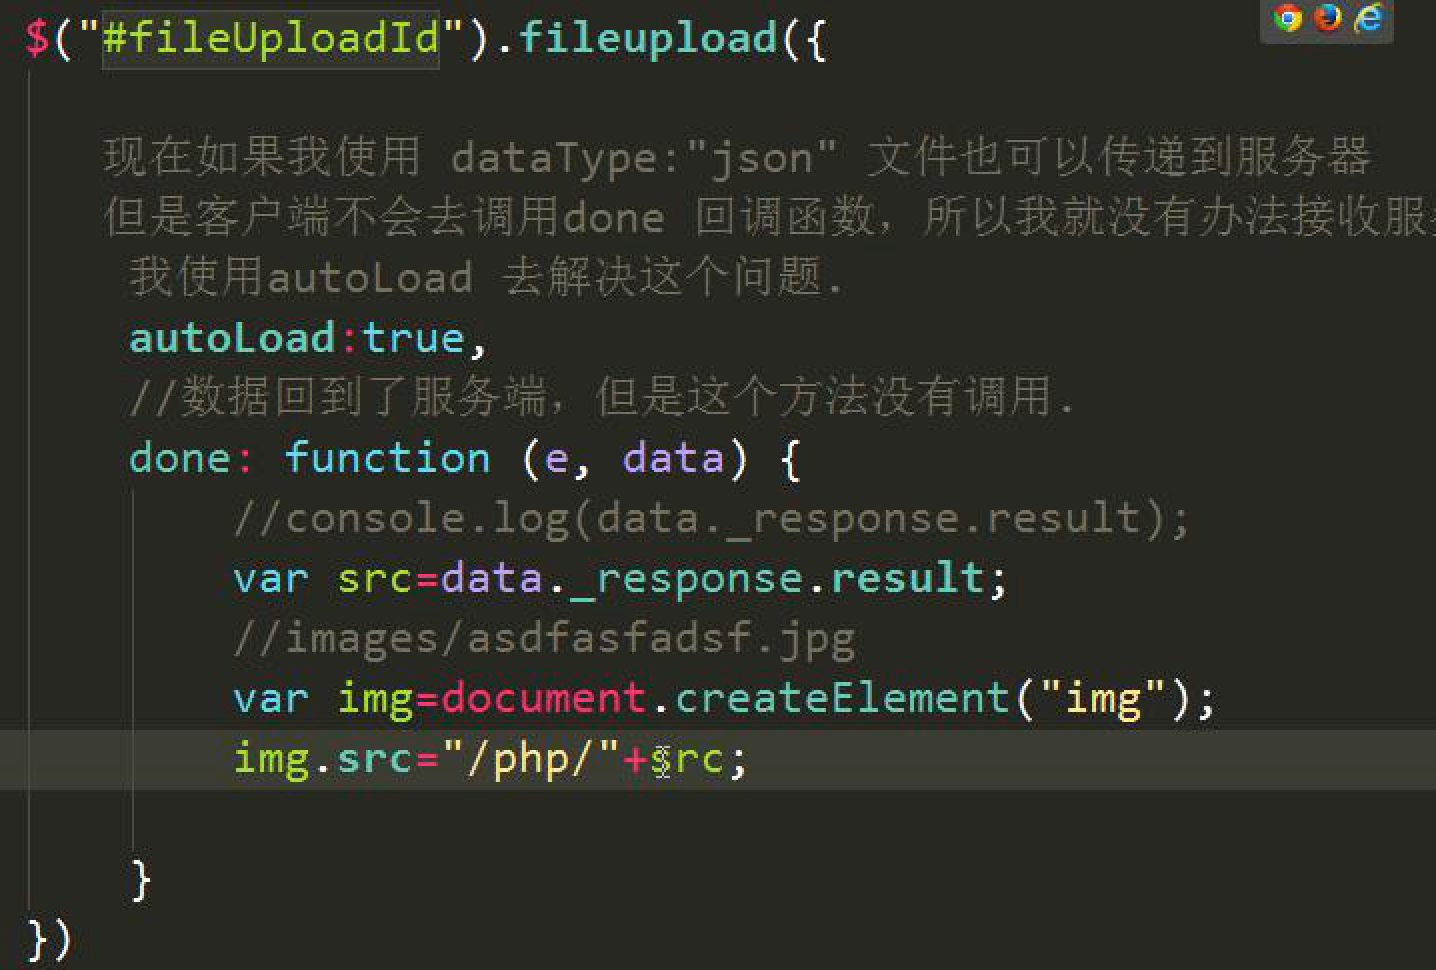 $("#fileUploadId").fileupload({
现在如果我使用 dataType:"json" 文件也可以传递到服务器
但是客户端不会去调用done 回调函数，所以我就没有办法接收服
我使用autoLoad 去解决这个问题.
autoLoad:true,
//数据回到了服务端，但是这个方法没有调用.
done: function (e, data) {
//console.log(data._response.result);
var src=data._response.result;
//images/asdfasfadsf.jpg
var img=document.createElement("img");
img.src="/php/"+src;
}
})